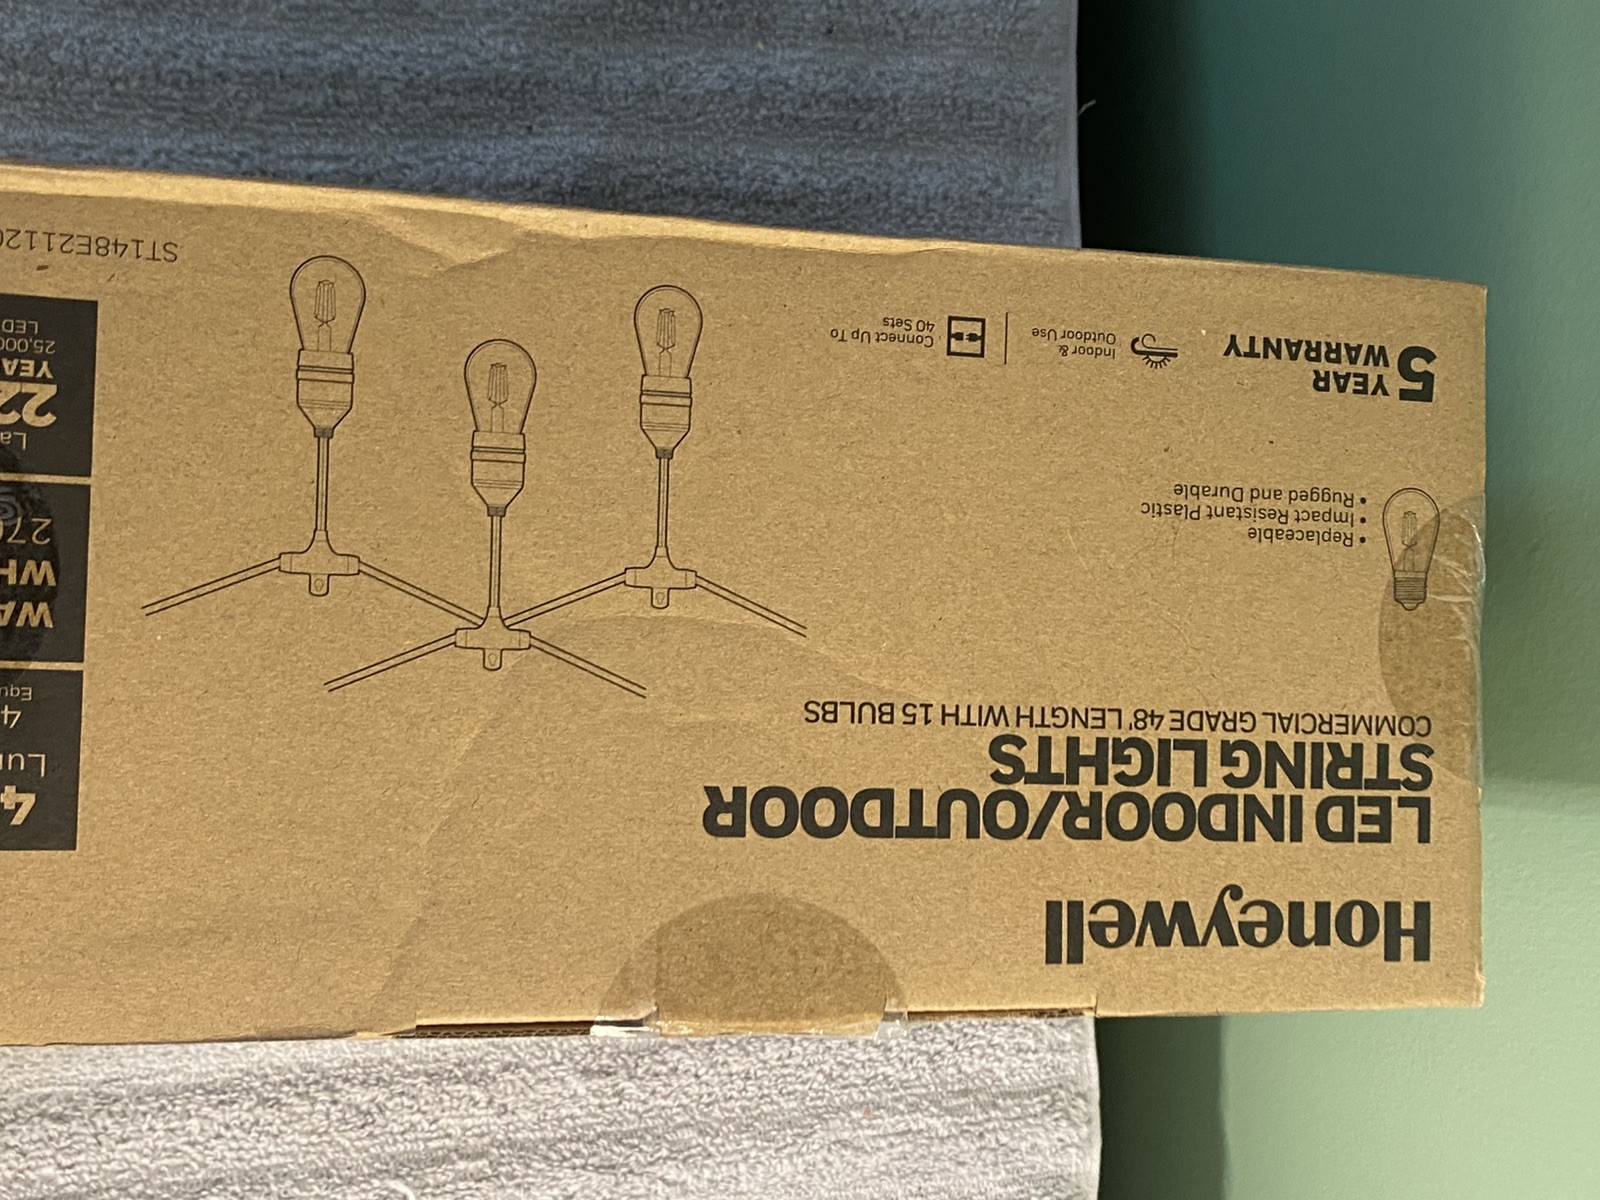 Honeywell
LED INDOOR/OUTDOOR
STRING LIGHTS
COMMERCIAL GRADE 48' LENGTH WITH 15 BULBS
• Replaceable
• Impact Resistant Plastic
• Rugged and Durable
5 YEAR
WARRANTY
Indoor &
Outdoor Use
Connect Up To
40 Sets
LED